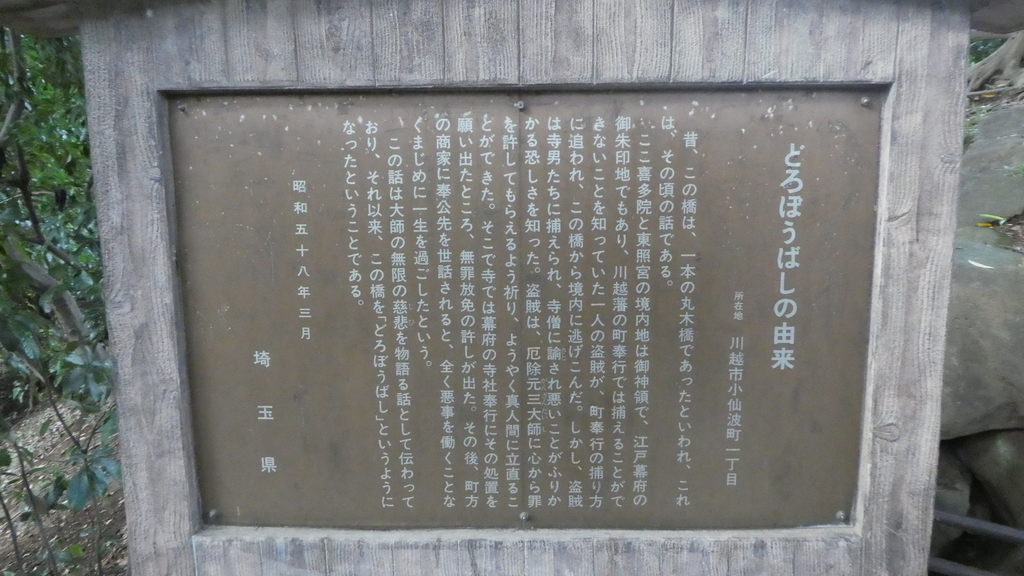 どろぼうばしの由来
所在地 川越市小仙波町一丁目
昔、この橋は、一本の丸木橋であったといわれ、これ
は、その頃の話である。
ここ喜多院と東照宮の境内地は御神領で、江戸幕府の
御朱印地でもあり、川越藩の町奉行では捕えることがで
きないことを知っていた一人の盗賊が、町奉行の捕り方
に追われ、この橋から境内に逃げこんだ。しかし、盗賊
は寺男たちに捕えられ、寺僧に諭され悪いことがふりか
かる恐しさを知った。盗賊は、厄除元三大師に心から罪
を許してもらえるよう祈り、ようやく真人間に立直るこ
とができた。そこで寺では幕府の寺社奉行にその処置を
願い出たところ、無罪放免の許しが出た。その後、町方
の商家に奉公先を世話されると、全く悪事を働くことな
くまじめに一生を過ごしたという。
この話は大師の無限の慈悲を物語る話として伝わって
おり、それ以来、この橋を「どろぼうばし」というように
なったということである。
昭和五十八年三月
埼玉県